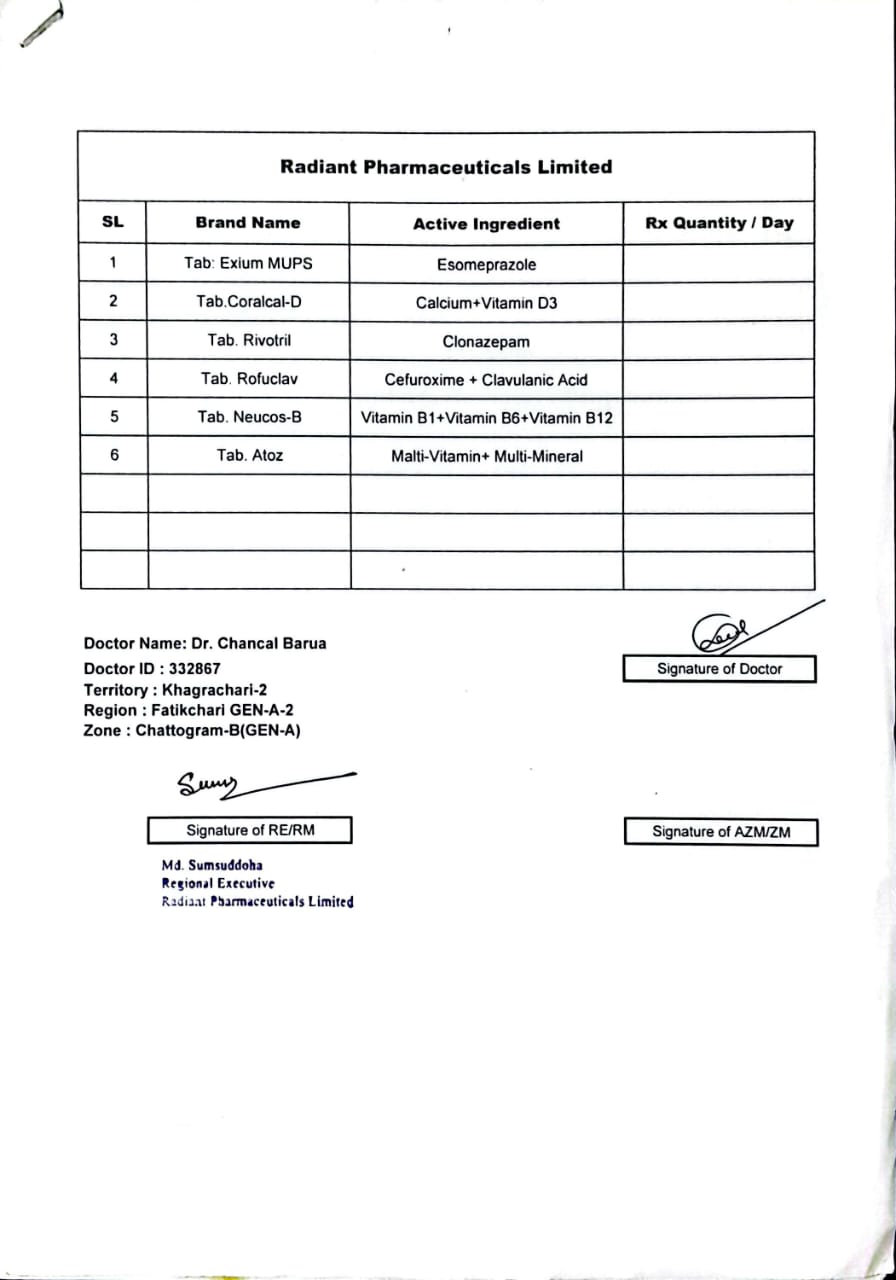 Radiant Pharmaceuticals Limited
SL Brand Name Active Ingredient Rx Quantity / Day
1 Tab: Exium MUPS Esomeprazole
2 Tab.Coralcal-D Calcium+Vitamin D3
3 Tab. Rivotril Clonazepam
4 Tab. Rofuclav Cefuroxime + Clavulanic Acid
5 Tab. Neucos-B Vitamin B1+Vitamin B6+Vitamin B12
6 Tab. Atoz Malti-Vitamin+ Multi-Mineral
Doctor Name: Dr. Chancal Barua
Doctor ID : 332867
Territory : Khagrachari-2
Region : Fatikchari GEN-A-2
Zone : Chattogram-B(GEN-A)
Signature of Doctor
Signature of RE/RM
Signature of AZM/ZM
Md. Sumsuddoha
Regional Executive
Radiant Pharmaceuticals Limited